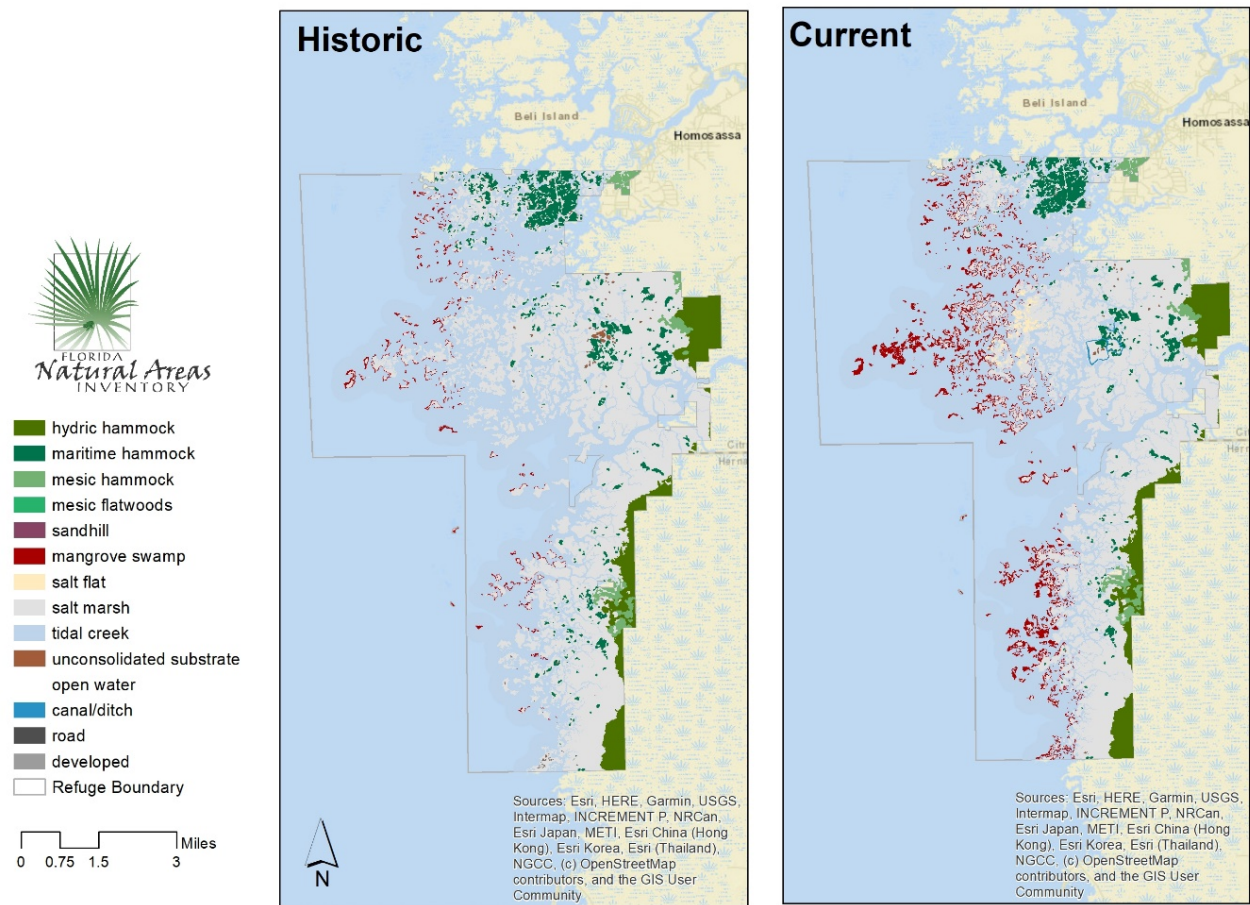 Historic
Beli Island
Homosassa
Sources: Esri, HERE, Garmin, USGS,
Intermap, INCREMENT P, NRCan,
Esri Japan, METI, Esri China (Hong
Kong), Esri Korea, Esri (Thailand),
NGCC, (c) OpenStreetMap
contributors, and the GIS User
Community
N
Current
Beli Island
Homosassa
Citr
Herna
Sources: Esri, HERE, Garmin, USGS,
Intermap, INCREMENT P, NRCan,
Esri Japan, METI, Esri China (Hong
Kong), Esri Korea, Esri (Thailand),
NGCC, (c) OpenStreetMap
contributors, and the GIS User
Community
FLORIDA
Natural Areas
INVENTORY
hydric hammock
maritime hammock
mesic hammock
mesic flatwoods
sandhill
mangrove swamp
salt flat
salt marsh
tidal creek
unconsolidated substrate
open water
canal/ditch
road
developed
Refuge Boundary
Miles
0 0.75 1.5 3